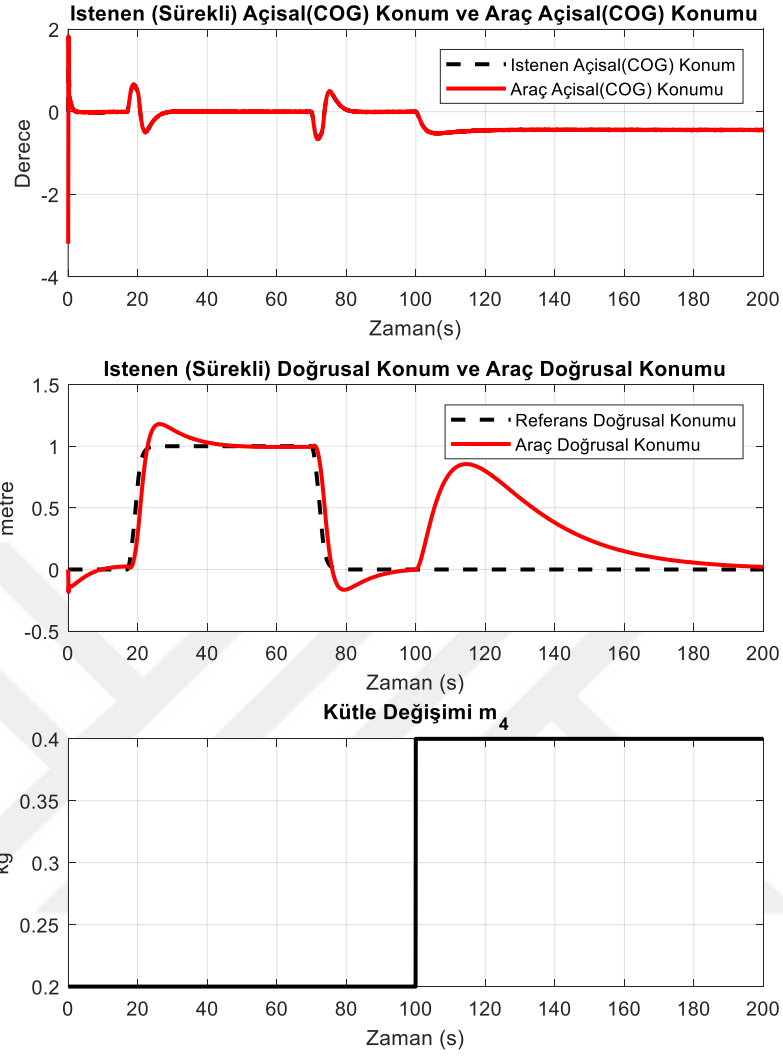 Istenen (Sürekli) Açisal(COG) Konum ve Araç Açisal(COG) Konumu
2
0
-2
-4
Derece
Istenen Açisal(COG) Konum
Araç Açisal(COG) Konumu
0 20 40 60 80 100 120 140 160 180 200
Zaman(s)
Istenen (Sürekli) Doğrusal Konum ve Araç Doğrusal Konumu
1.5
1
0.5
0
-0.5
metre
Referans Doğrusal Konumu
Araç Doğrusal Konumu
0 20 40 60 80 100 120 140 160 180 200
Zaman (s)
Kütle Değişimi m4
0.4
0.35
0.3
0.25
0.2
kg
0 20 40 60 80 100 120 140 160 180 200
Zaman (s)